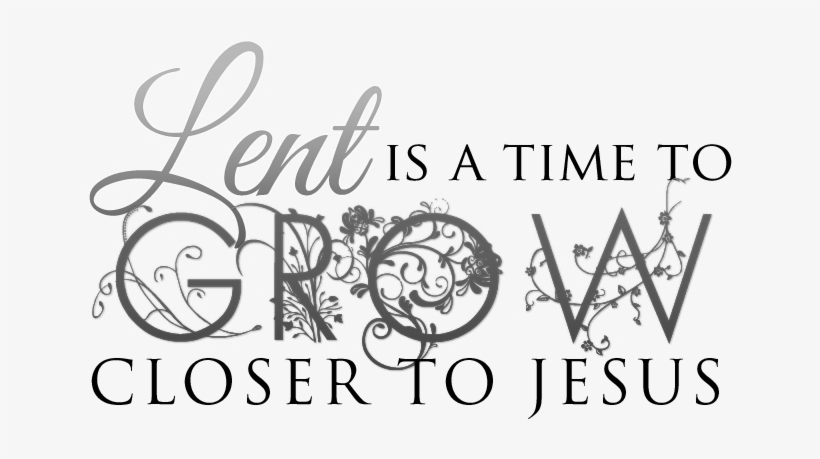 Lent IS A TIME TO
GROW
CLOSER TO JESUS